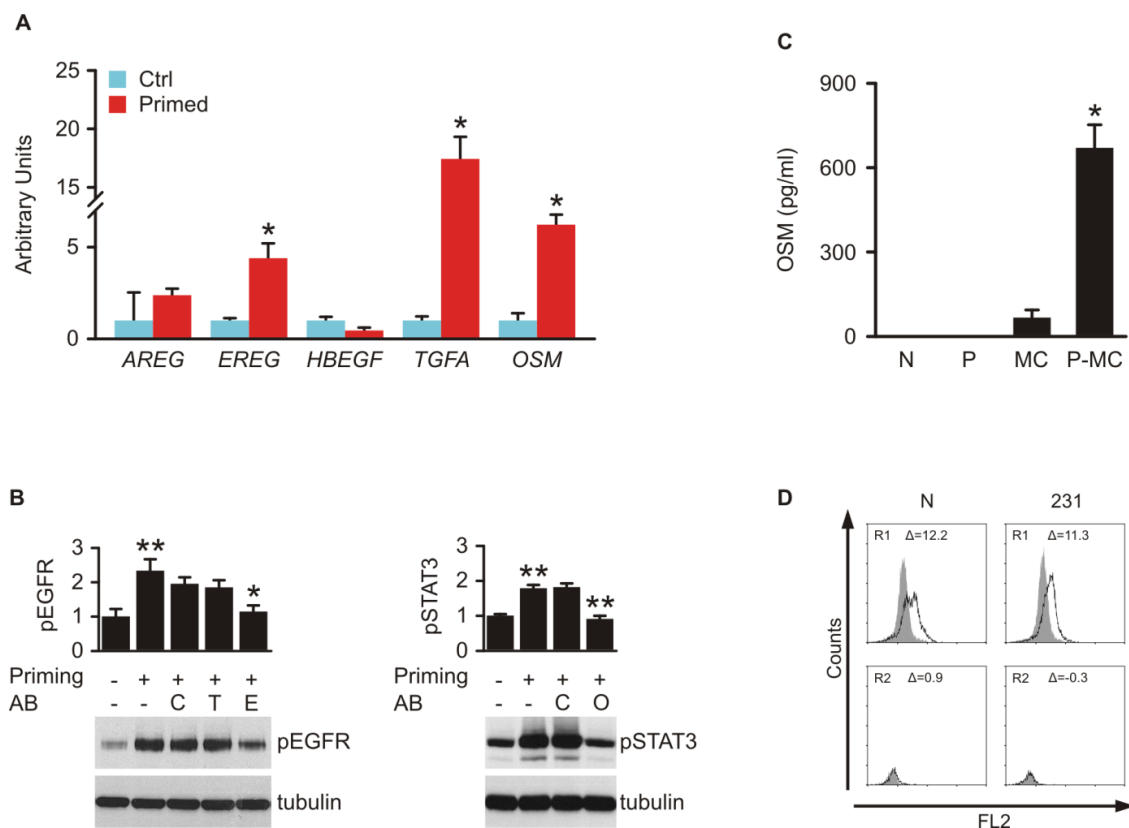 A
25
20
15
5
0
Arbitrary Units
Ctrl
Primed
*
*
*
AREG EREG HBEGF TGFA OSM
C
900
600
300
0
OSM (pg/ml)
*
N P MC P-MC
B
3
2
1
0
pEGFR
**
*
Priming - + + + +
AB - - C T E
pEGFR
tubulin
3
2
1
0
pSTAT3
**
**
Priming - + + +
AB - - C O
pSTAT3
tubulin
D
N 231
R1 Δ=12.2
R1 Δ=11.3
R2 Δ=0.9
R2 Δ=-0.3
Counts
FL2